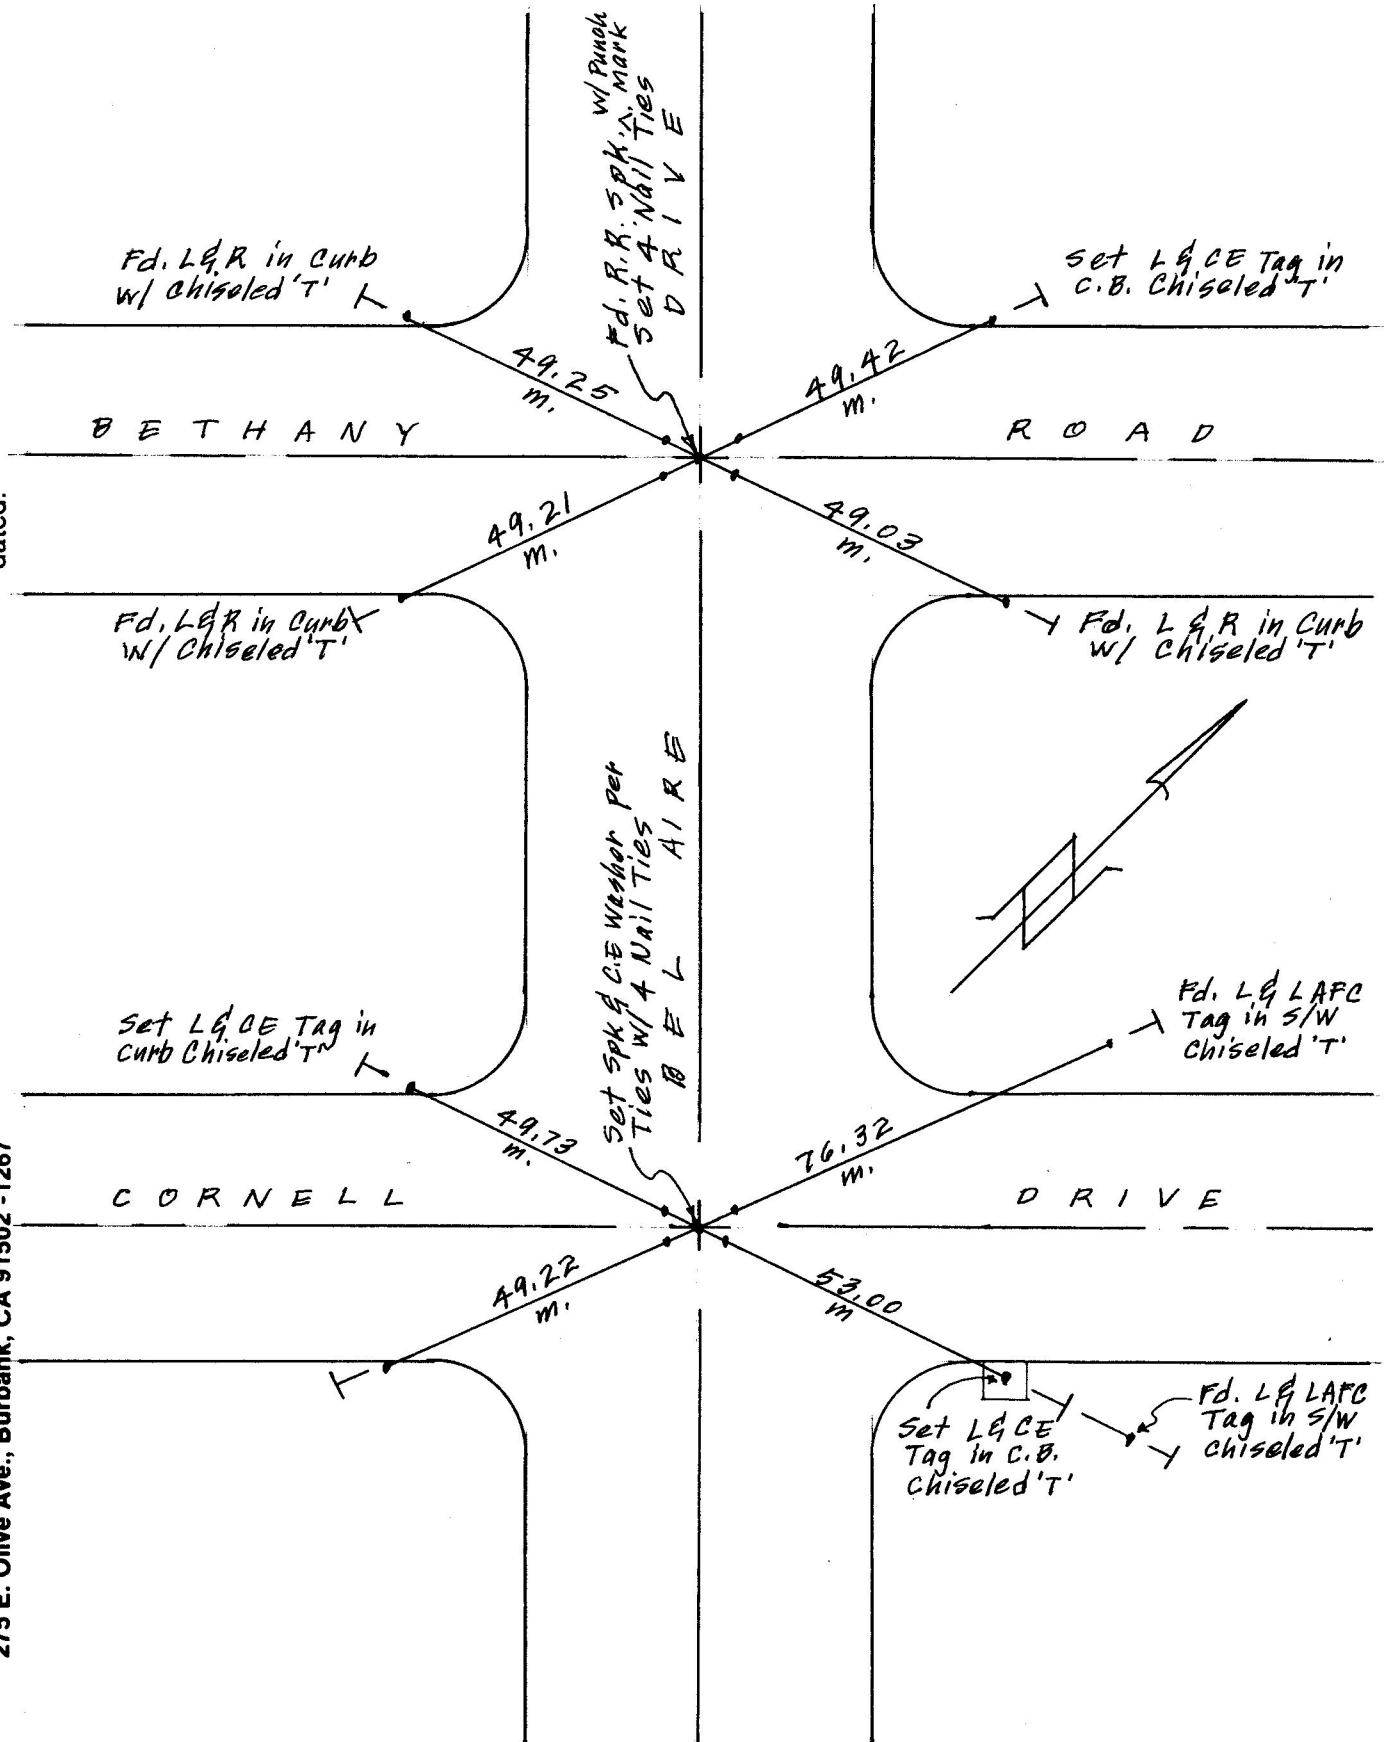 w/ Punch
Fd. R.R. Spk. ^ Mark
Set 4 Nail Ties
DRIVE
Fd. L&R in Curb
w/ Chiseled 'T'
Set L & CE Tag in
C.B. Chiseled 'T'
49.25
m.
49.42
m.
BETHANY ROAD
49.21
m.
49.03
m.
dated.
Fd. L&R in Curb
W/ Chiseled 'T'
Fd. L & R in Curb
W/ Chiseled 'T'
Set Spk & C.E Washer per
Ties W/ 4 Nail Ties
BEL AIRE
N
Fd. L & LAFC
Tag in S/W
Chiseled 'T'
Set L & CE Tag in
Curb Chiseled 'T'
49.73
m.
76.32
m.
CORNELL DRIVE
49.22
m.
53.00
m
Set L & CE
Tag in C.B.
Chiseled 'T'
Fd. L & LAFC
Tag in S/W
Chiseled 'T'
275 E. Olive Ave., Burbank, CA 91502-1267